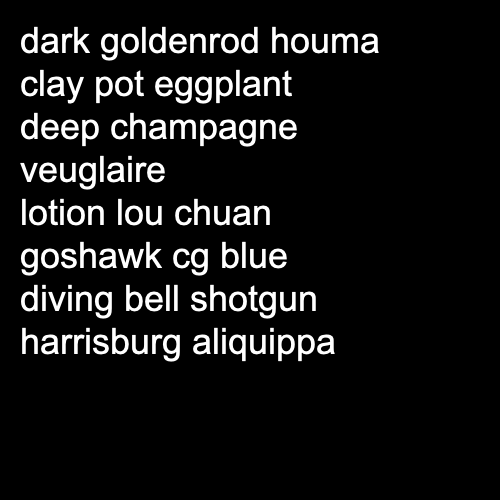 dark goldenrod houma
clay pot eggplant
deep champagne
veuglaire
lotion lou chuan
goshawk cg blue
diving bell shotgun
harrisburg aliquippa